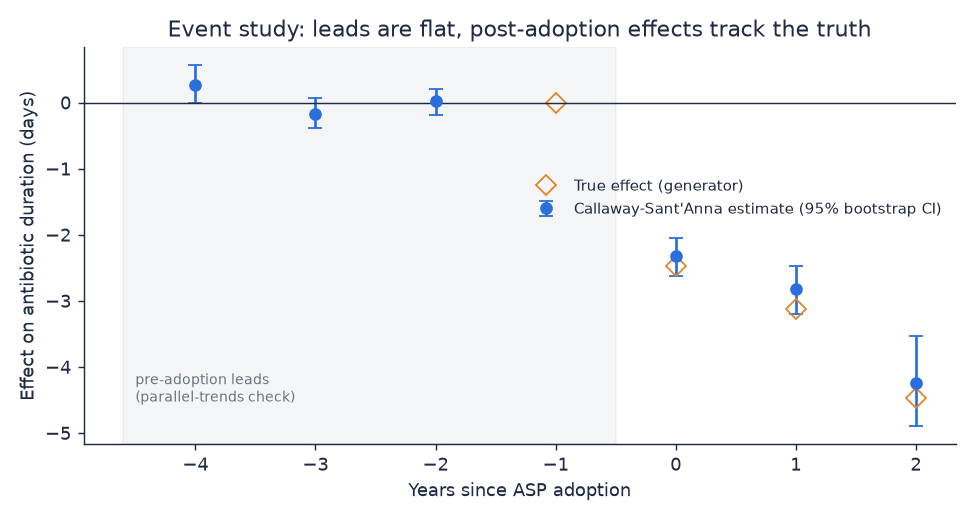 Event study: leads are flat, post-adoption effects track the truth
Effect on antibiotic duration (days)
0
−1
−2
−3
−4
−5
True effect (generator)
Callaway-Sant'Anna estimate (95% bootstrap CI)
pre-adoption leads
(parallel-trends check)
−4 −3 −2 −1 0 1 2
Years since ASP adoption